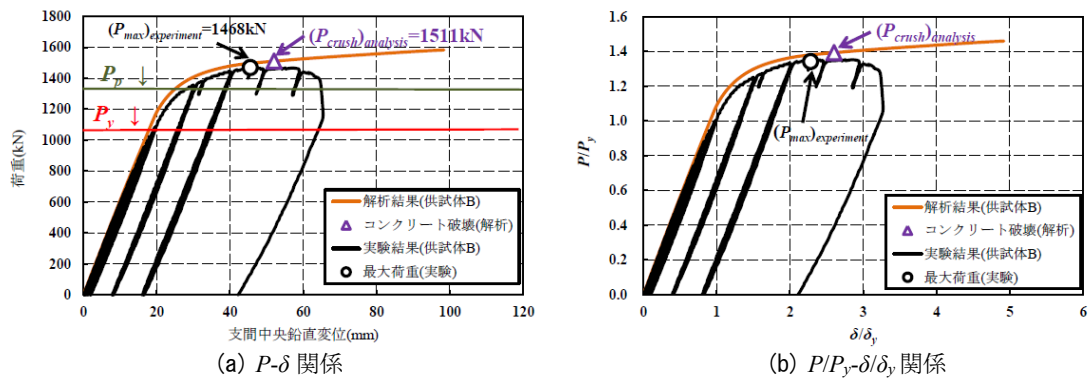 (Pmax)experiment=1468kN
(Pcrush)analysis=1511kN
1800
1600
1400
1200
1000
800
600
400
200
0
荷重(kN)
Pp ↓
Py ↓
解析結果(供試体B)
コンクリート破壊(解析)
実験結果(供試体B)
最大荷重(実験)
0 20 40 60 80 100 120
支間中央鉛直変位(mm)
(a) P-δ 関係
1.6
1.4
1.2
1.0
0.8
0.6
0.4
0.2
0.0
P/Py
(Pcrush)analysis
(Pmax)experiment
解析結果(供試体B)
コンクリート破壊(解析)
実験結果(供試体B)
最大荷重(実験)
0 1 2 3 4 5 6
δ/δy
(b) P/Py-δ/δy 関係